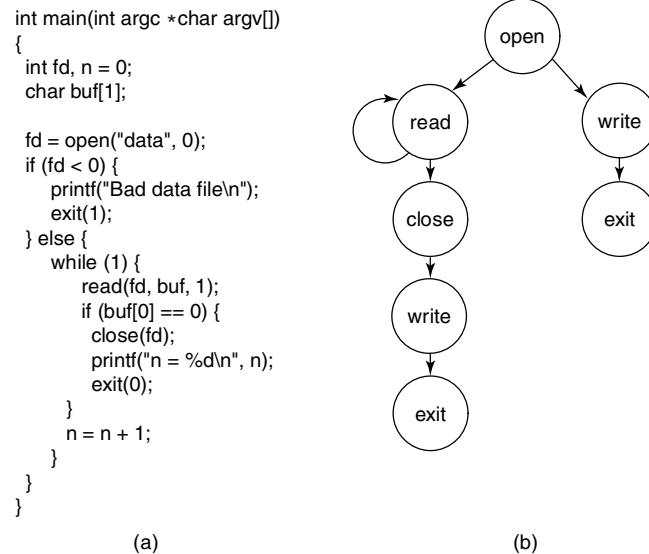 int main(int argc *char argv[])
{
int fd, n = 0;
char buf[1];
fd = open("data", 0);
if (fd < 0) {
printf("Bad data file\n");
exit(1);
} else {
while (1) {
read(fd, buf, 1);
if (buf[0] == 0) {
close(fd);
printf("n = %d\n", n);
exit(0);
}
n = n + 1;
}
}
}
(a)
open
read
write
close
exit
write
exit
(b)